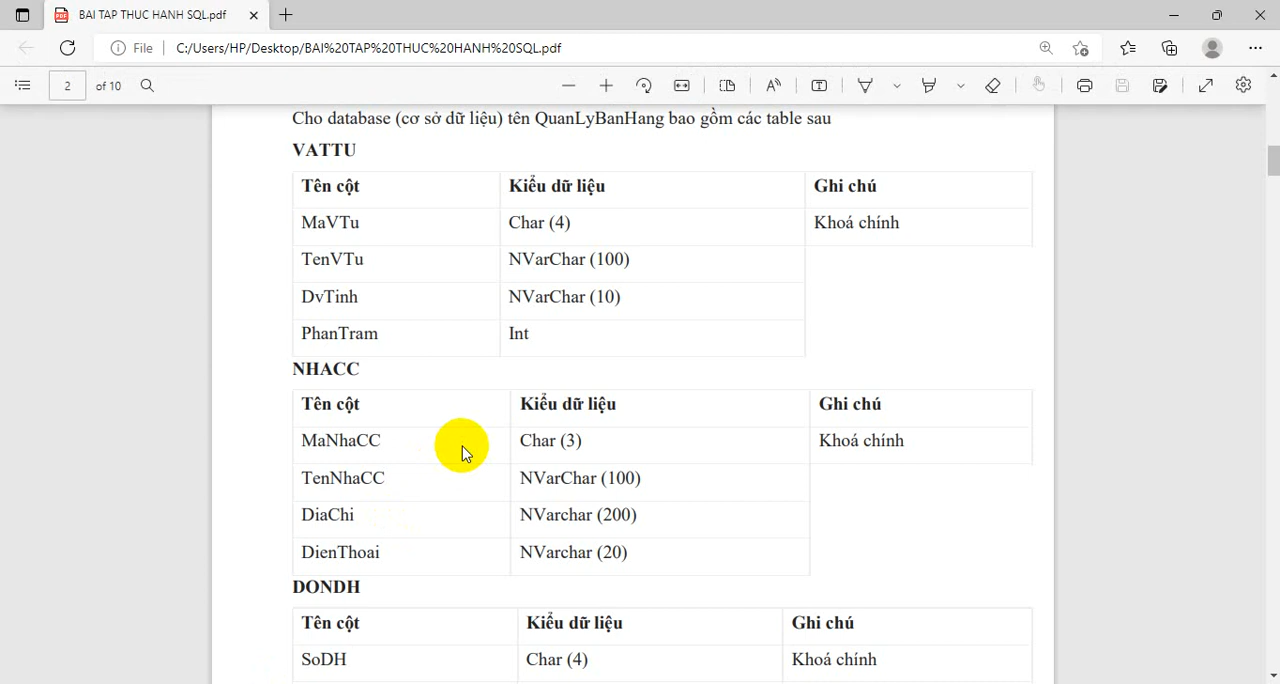 BAI TAP THUC HANH SQL.pdf
File
C:/Users/HP/Desktop/BAI%20TAP%20THUC%20HANH%20SQL.pdf
2 of 10
Cho database (cơ sở dữ liệu) tên QuanLyBanHang bao gồm các table sau
VATTU
Tên cột Kiểu dữ liệu Ghi chú
MaVTu Char (4) Khoá chính
TenVTu NVarChar (100)
DvTinh NVarChar (10)
PhanTram Int
NHACC
Tên cột Kiểu dữ liệu Ghi chú
MaNhaCC Char (3) Khoá chính
TenNhaCC NVarChar (100)
DiaChi NVarchar (200)
DienThoai NVarchar (20)
DONDH
Tên cột Kiểu dữ liệu Ghi chú
SoDH Char (4) Khoá chính